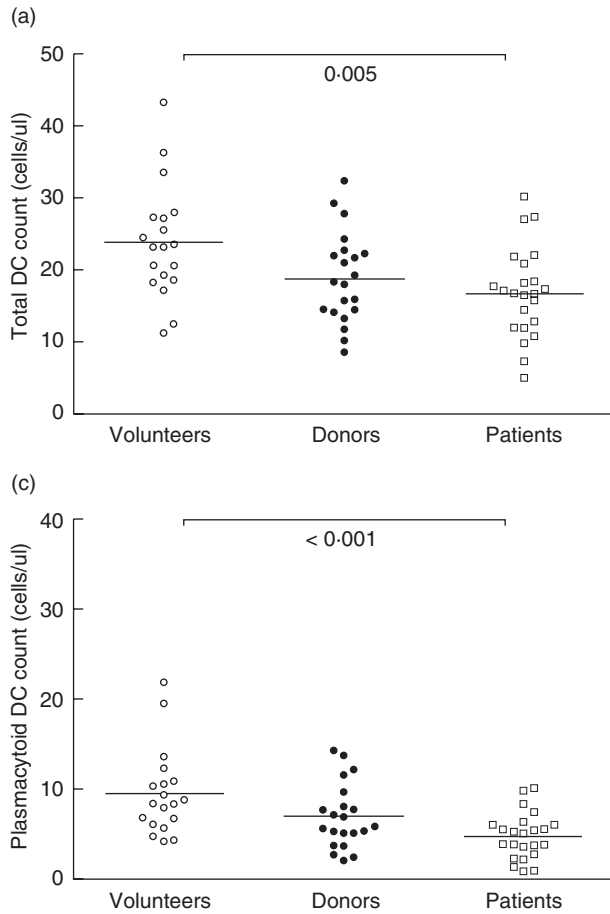 (a)
50
40
30
20
10
0
Total DC count (cells/ul)
0·005
Volunteers Donors Patients
(c)
40
30
20
10
0
Plasmacytoid DC count (cells/ul)
< 0·001
Volunteers Donors Patients